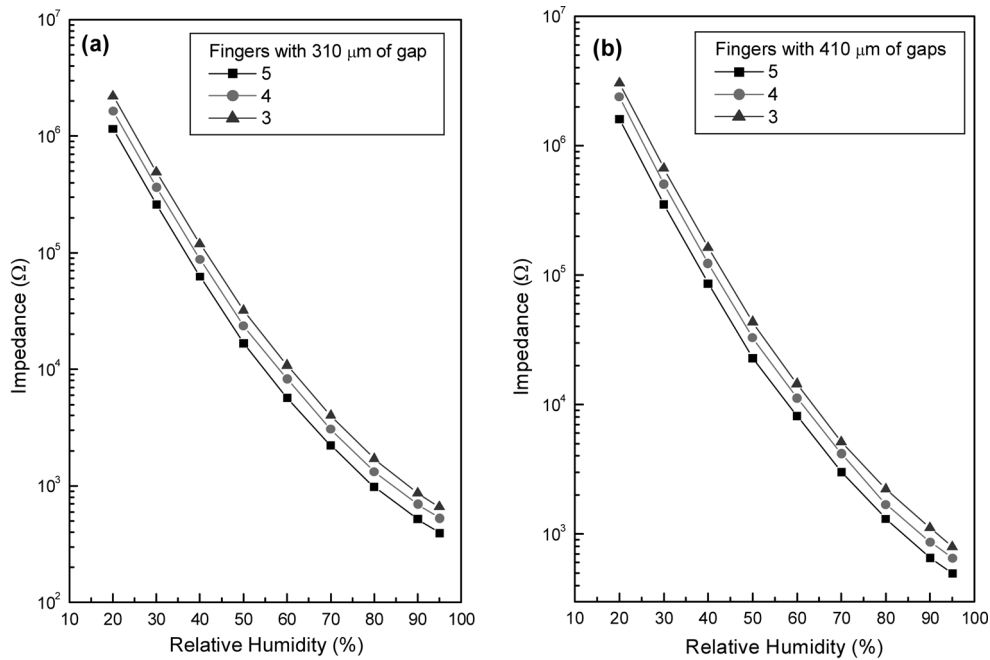 (a)
Fingers with 310 μm of gap
5
4
3
10^7
10^6
10^5
10^4
10^3
10^2
Impedance (Ω)
10 20 30 40 50 60 70 80 90 100
Relative Humidity (%)
(b)
Fingers with 410 μm of gaps
5
4
3
10^7
10^6
10^5
10^4
10^3
Impedance (Ω)
10 20 30 40 50 60 70 80 90 100
Relative Humidity (%)